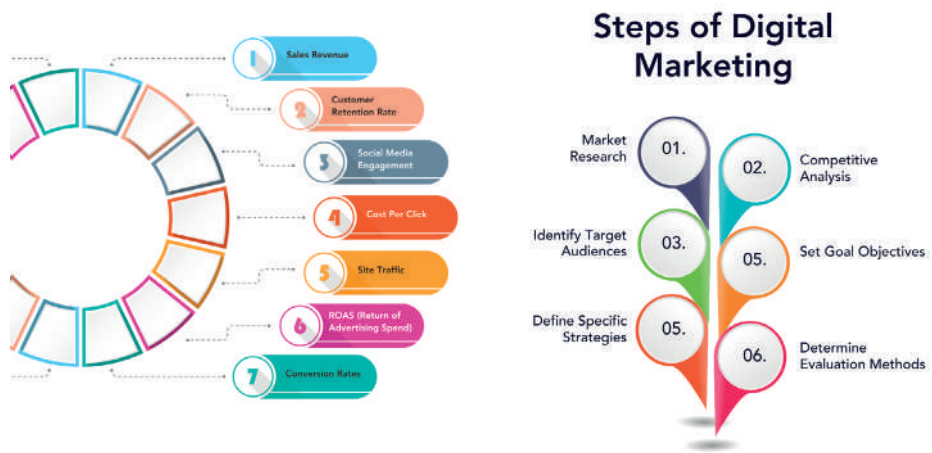 1
Sales Revenue
2
Customer
Retention Rate
3
Social Media
Engagement
4
Cost Per Click
5
Site Traffic
6
ROAS (Return of
Advertising Spend)
7
Conversion Rates
Steps of Digital
Marketing
Market
Research
01.
02.
Competitive
Analysis
Identify Target
Audiences
03.
05.
Set Goal Objectives
Define Specific
Strategies
05.
06.
Determine
Evaluation Methods